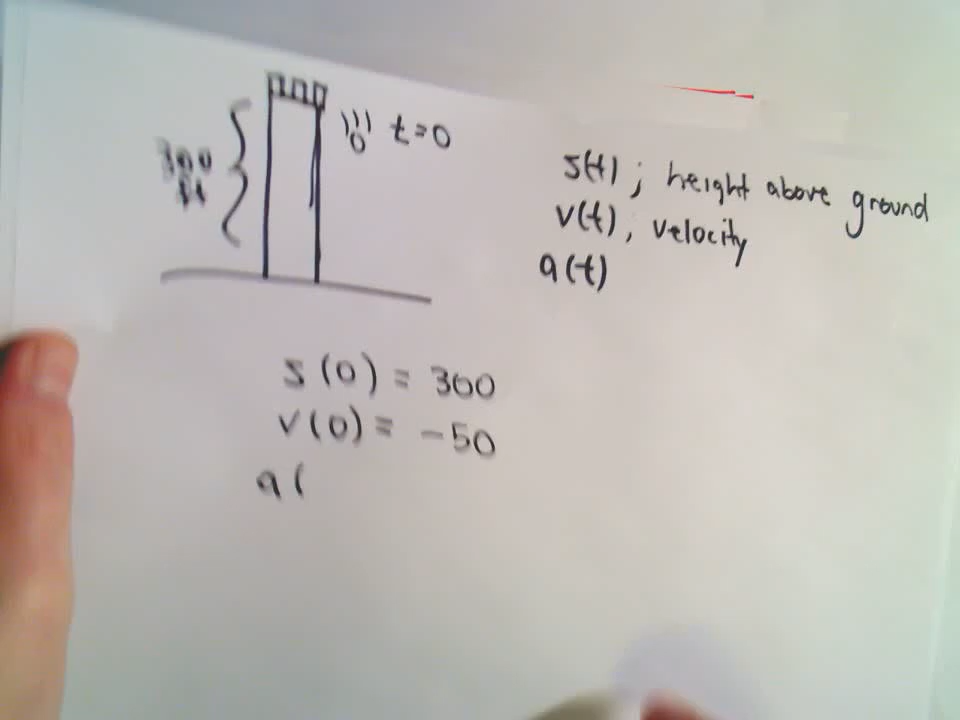 300
ft
t=0
s(t); height above ground
v(t); velocity
a(t)
s(0) = 300
v(0) = -50
a(